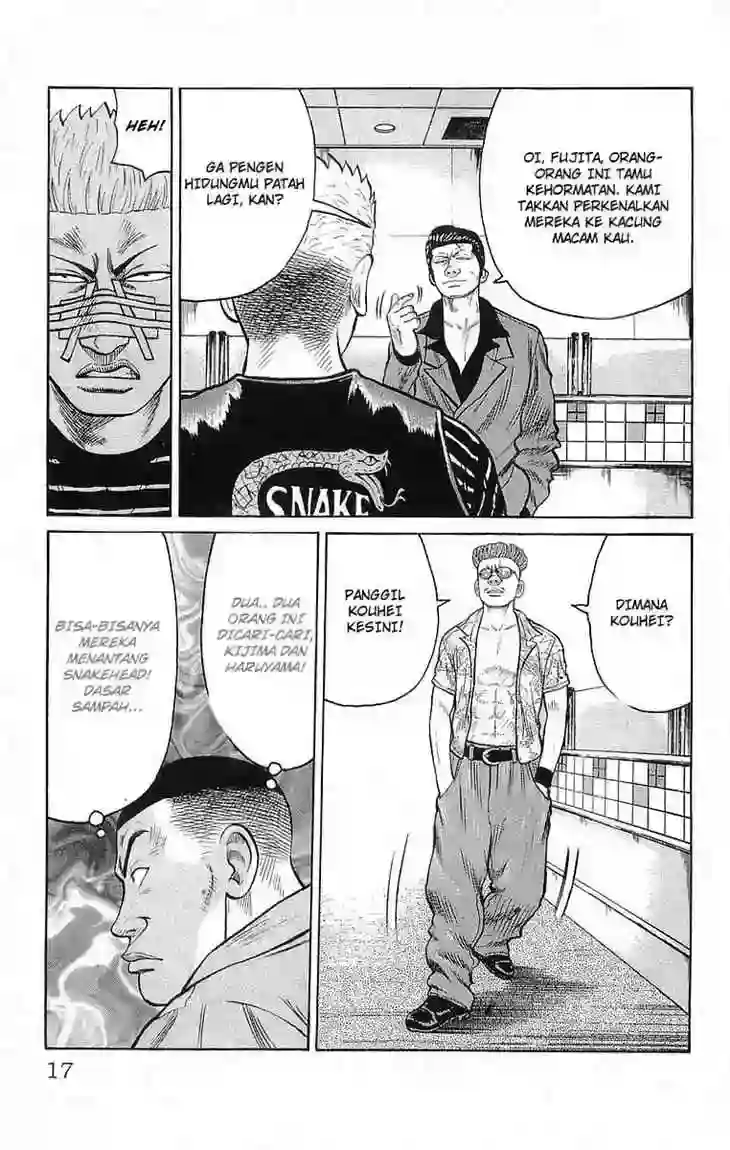 OI, FUJITA, ORANG-
ORANG INI TAMU
KEHORMATAN. KAMI
TAKKAN PERKENALKAN
MEREKA KE KACUNG
MACAM KAU.
GA PENGEN
HIDUNGMU PATAH
LAGI, KAN?
SNAKE
HEH!
DIMANA
KOUHEI?
PANGGIL
KOUHEI
KESINI!
DUA.. DUA
ORANG INI
DICARI-CARI,
KIJIMA DAN
HARUYAMA!
BISA-BISANYA
MEREKA
MENANTANG
SNAKEHEAD!
DASAR
SAMPAH...
17